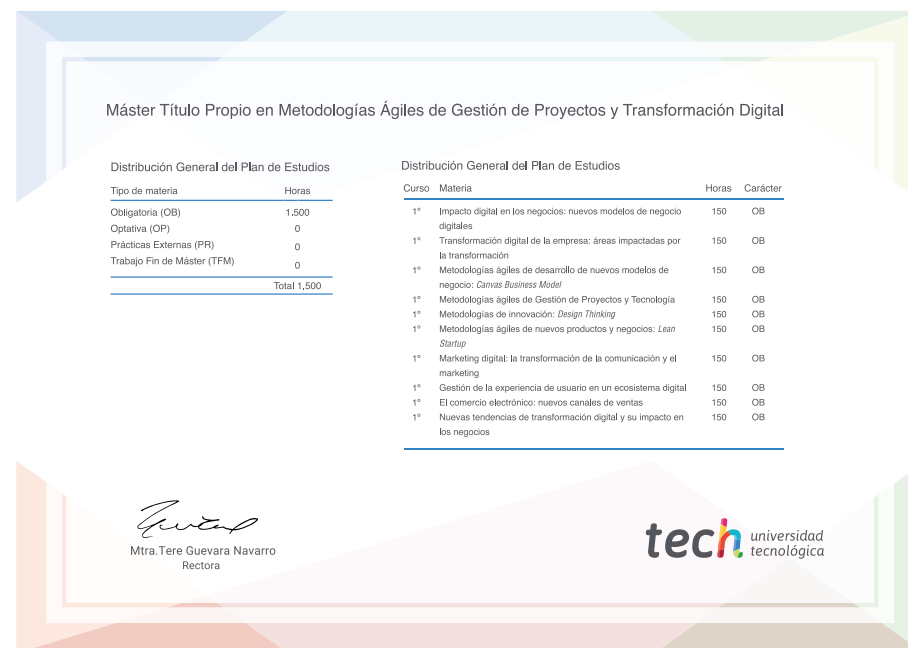 Máster Título Propio en Metodologías Ágiles de Gestión de Proyectos y Transformación Digital
Distribución General del Plan de Estudios
Tipo de materia Horas
Obligatoria (OB) 1.500
Optativa (OP) 0
Prácticas Externas (PR) 0
Trabajo Fin de Máster (TFM) 0
Total 1,500
Distribución General del Plan de Estudios
Curso Materia Horas Carácter
1º Impacto digital en los negocios: nuevos modelos de negocio 150 OB
digitales
1º Transformación digital de la empresa: áreas impactadas por 150 OB
la transformación
1º Metodologías ágiles de desarrollo de nuevos modelos de 150 OB
negocio: Canvas Business Model
1º Metodologías ágiles de Gestión de Proyectos y Tecnología 150 OB
1º Metodologías de innovación: Design Thinking 150 OB
1º Metodologías ágiles de nuevos productos y negocios: Lean 150 OB
Startup
1º Marketing digital: la transformación de la comunicación y el 150 OB
marketing
1º Gestión de la experiencia de usuario en un ecosistema digital 150 OB
1º El comercio electrónico: nuevos canales de ventas 150 OB
1º Nuevas tendencias de transformación digital y su impacto en 150 OB
los negocios
Mtra.Tere Guevara Navarro
Rectora
tech universidad
tecnológica